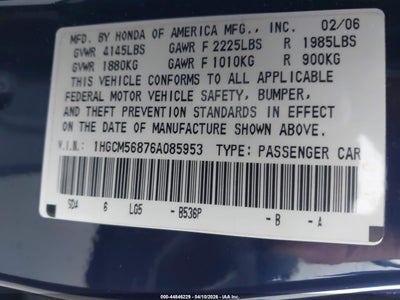 MFD. BY HONDA OF AMERICA MFG., INC. 02/06
GVWR 4145LBS GAWR F 2225LBS R 1985LBS
GVWR 1880KG GAWR F 1010KG R 900KG
THIS VEHICLE CONFORMS TO ALL APPLICABLE
FEDERAL MOTOR VEHICLE SAFETY, BUMPER,
AND THEFT PREVENTION STANDARDS IN EFFECT
ON THE DATE OF MANUFACTURE SHOWN ABOVE.
V.I.N.: 1HGCM56876A085953 TYPE: PASSENGER CAR
SDA 6 LG5 - B536P - B - A
000-44846229 - 04/10/2026 - IAA Inc